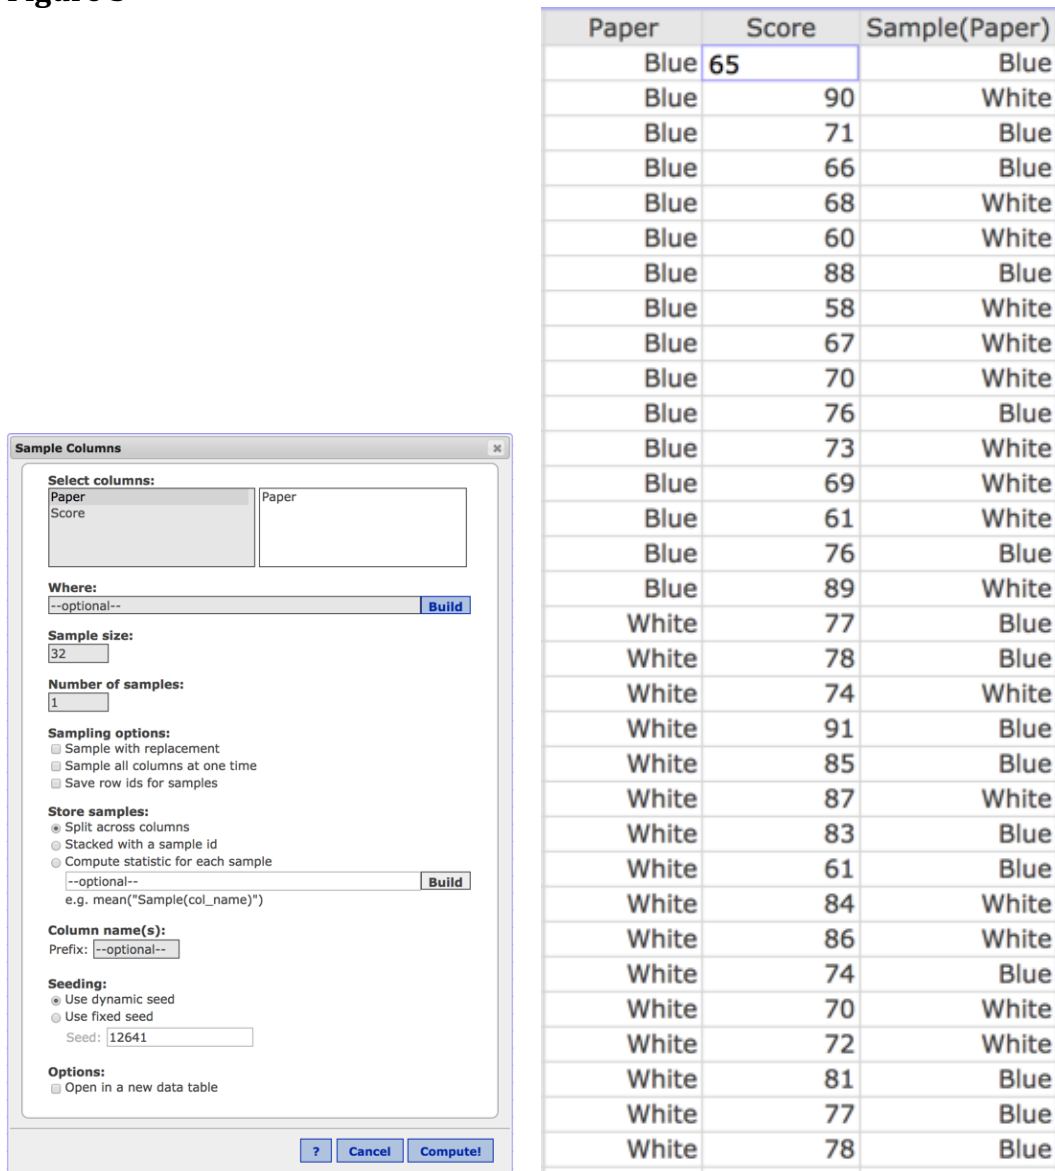 Figure
Sample Columns
Select columns:
Paper Paper
Score
Where:
--optional-- Build
Sample size:
32
Number of samples:
1
Sampling options:
Sample with replacement
Sample all columns at one time
Save row ids for samples
Store samples:
Split across columns
Stacked with a sample id
Compute statistic for each sample
--optional-- Build
e.g. mean("Sample(col_name)")
Column name(s):
Prefix: --optional--
Seeding:
Use dynamic seed
Use fixed seed
Seed: 12641
Options:
Open in a new data table
? Cancel Compute!
Paper Score Sample(Paper)
Blue 65 Blue
Blue 90 White
Blue 71 Blue
Blue 66 Blue
Blue 68 White
Blue 60 White
Blue 88 Blue
Blue 58 White
Blue 67 White
Blue 70 White
Blue 76 Blue
Blue 73 White
Blue 69 White
Blue 61 White
Blue 76 Blue
Blue 89 White
White 77 Blue
White 78 Blue
White 74 White
White 91 Blue
White 85 Blue
White 87 White
White 83 Blue
White 61 Blue
White 84 White
White 86 White
White 74 Blue
White 70 White
White 72 White
White 81 Blue
White 77 Blue
White 78 Blue